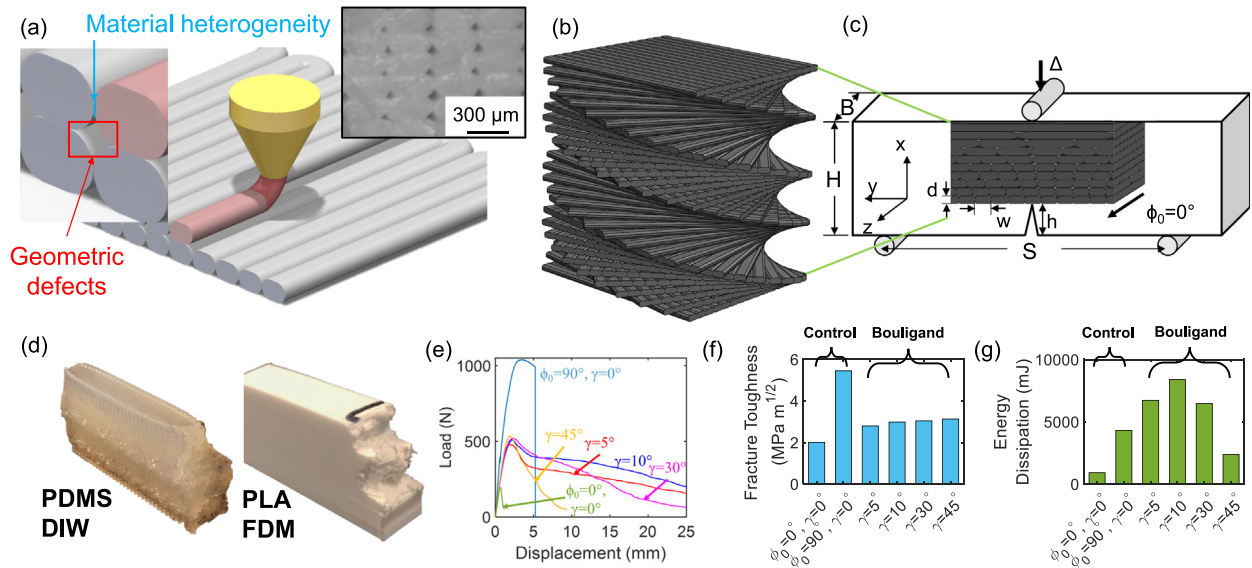 (a)
Material heterogeneity
300 μm
Geometric
defects
(b)
(c)
Δ
B
H
x
y
z
d
w
h
S
ϕ₀=0°
(d)
PDMS
DIW
PLA
FDM
(e)
Load (N)
1000
500
0
0 5 10 15 20 25
Displacement (mm)
ϕ₀=90°, γ=0°
γ=45°
γ=5°
γ=10°
γ=30°
ϕ₀=0°,
γ=0°
(f)
Control Bouligand
Fracture Toughness
(MPa m^1/2)
6
4
2
0
ϕ₀=0°, γ=0°
ϕ₀=90°, γ=0°
γ=5°
γ=10°
γ=30°
γ=45°
(g)
Control Bouligand
Energy
Dissipation (mJ)
10000
5000
0
ϕ₀=0°, γ=0°
ϕ₀=90°, γ=0°
γ=5°
γ=10°
γ=30°
γ=45°